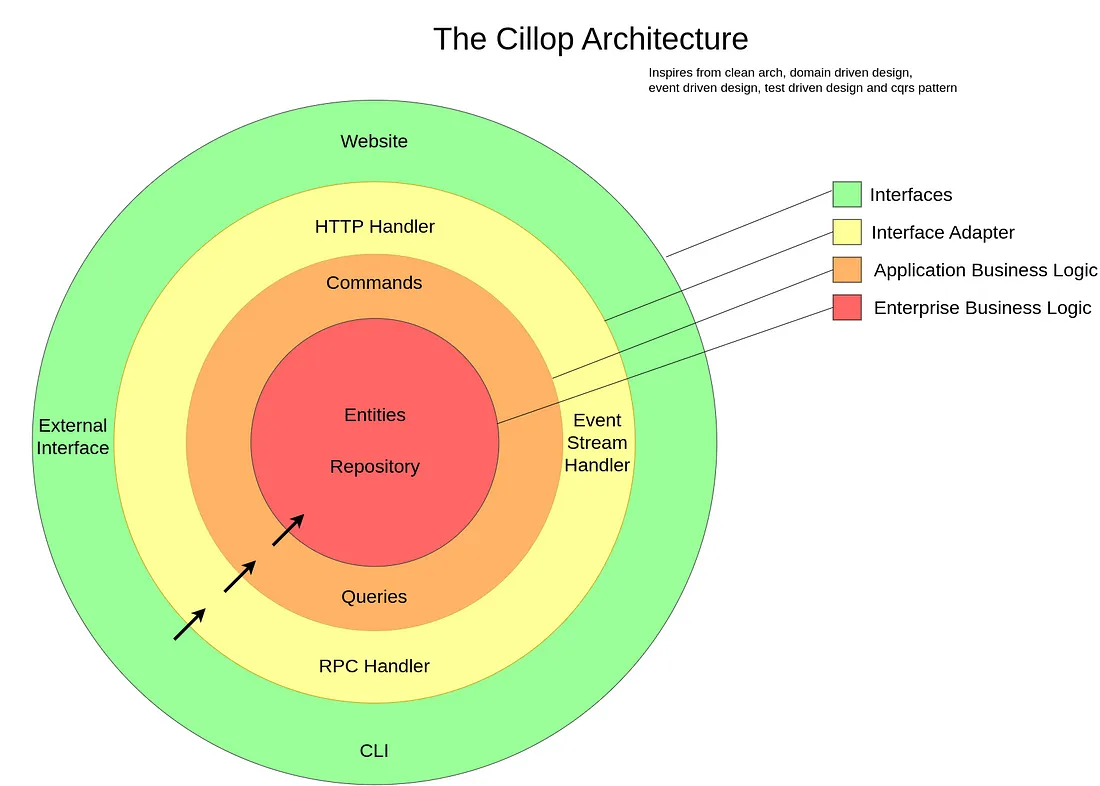 The Cillop Architecture
Inspires from clean arch, domain driven design,
event driven design, test driven design and cqrs pattern
Website
Interfaces
HTTP Handler
Interface Adapter
Commands
Application Business Logic
Enterprise Business Logic
Entities
External
Interface
Event
Stream
Handler
Repository
Queries
RPC Handler
CLI